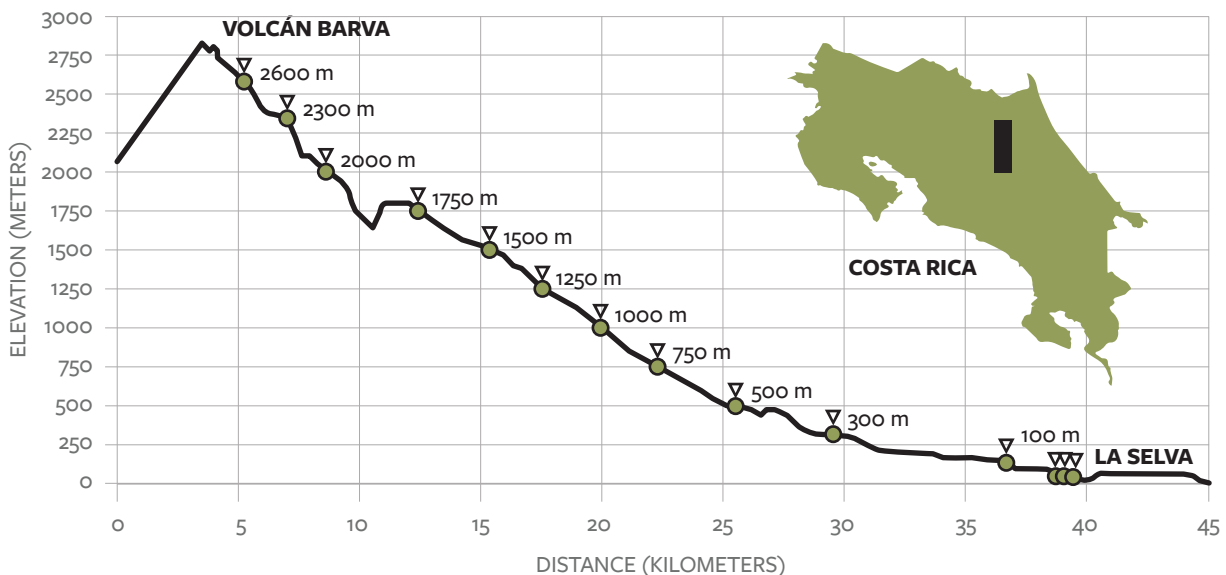 3000
2750
2500
2250
2000
1750
1500
1250
1000
750
500
250
0
ELEVATION (METERS)
VOLCÁN BARVA
2600 m
2300 m
2000 m
1750 m
1500 m
1250 m
1000 m
750 m
500 m
300 m
100 m
LA SELVA
COSTA RICA
0 5 10 15 20 25 30 35 40 45
DISTANCE (KILOMETERS)